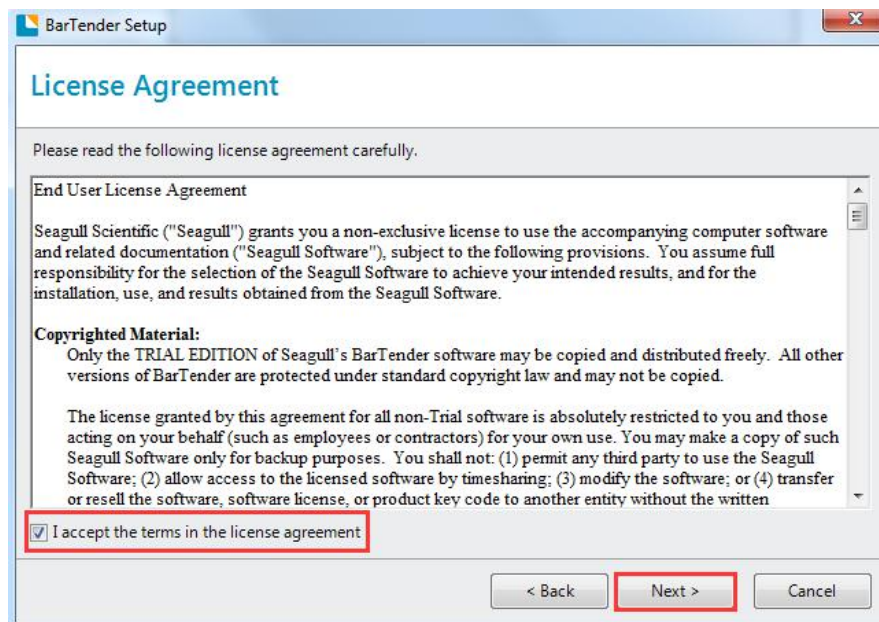 BarTender Setup
License Agreement
Please read the following license agreement carefully.
End User License Agreement
Seagull Scientific ("Seagull") grants you a non-exclusive license to use the accompanying computer software
and related documentation ("Seagull Software"), subject to the following provisions.  You assume full
responsibility for the selection of the Seagull Software to achieve your intended results, and for the
installation, use, and results obtained from the Seagull Software.
Copyrighted Material:
Only the TRIAL EDITION of Seagull’s BarTender software may be copied and distributed freely.  All other
versions of BarTender are protected under standard copyright law and may not be copied.
The license granted by this agreement for all non-Trial software is absolutely restricted to you and those
acting on your behalf (such as employees or contractors) for your own use. You may make a copy of such
Seagull Software only for backup purposes.  You shall not: (1) permit any third party to use the Seagull
Software; (2) allow access to the licensed software by timesharing; (3) modify the software; or (4) transfer
or resell the software, software license, or product key code to another entity without the written
I accept the terms in the license agreement
< Back
Next >
Cancel